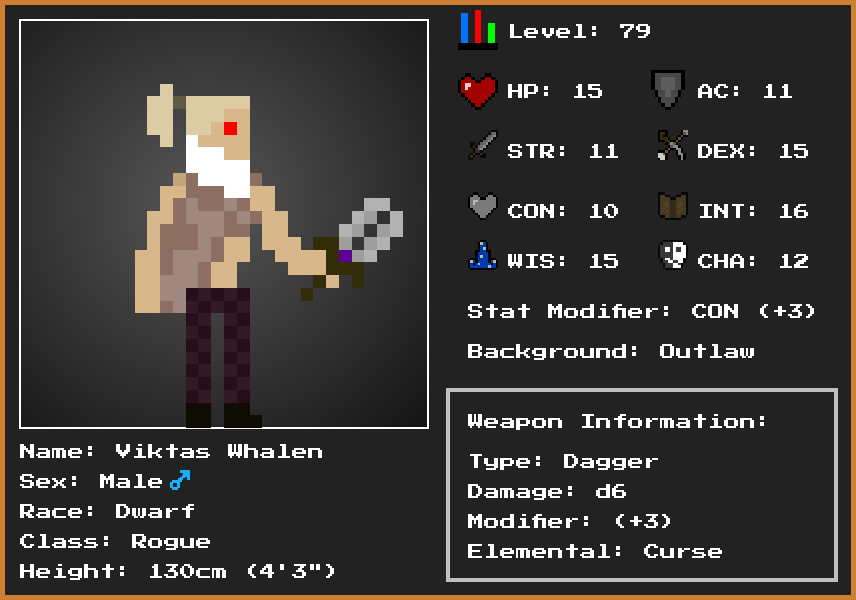 Level: 79
HP: 15
AC: 11
STR: 11
DEX: 15
CON: 10
INT: 16
WIS: 15
CHA: 12
Stat Modifier: CON (+3)
Background: Outlaw
Weapon Information:
Type: Dagger
Damage: d6
Modifier: (+3)
Elemental: Curse
Name: Viktas Whalen
Sex: Male♂
Race: Dwarf
Class: Rogue
Height: 130cm (4'3")